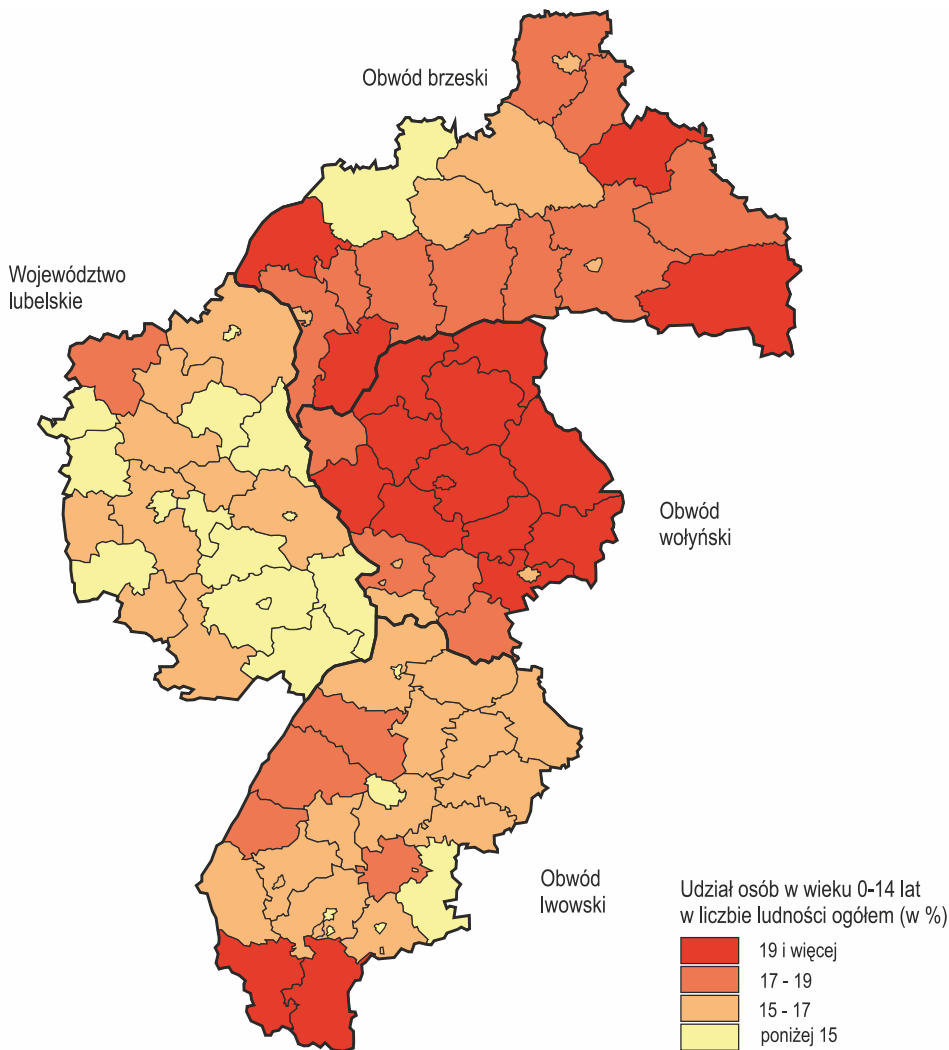 Obwód brzeski
Województwo
lubelskie
Obwód
wołyński
Obwód
lwowski
Udział osób w wieku 0-14 lat
w liczbie ludności ogółem (w %)
19 i więcej
17 - 19
15 - 17
poniżej 15